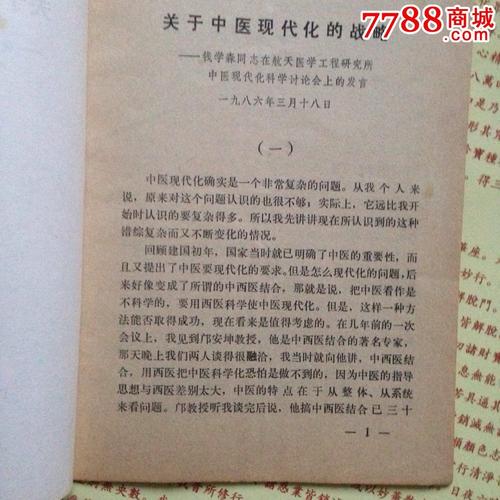 7788商城
.com
关于中医现代化的战略
——钱学森同志在航天医学工程研究所
中医现代化科学讨论会上的发言
一九八六年三月十八日
（一）
中医现代化确实是一个非常复杂的问题。从我个人来
说，原来对这个问题认识的也很不够；实际上，它远比我开
始时认识的要复杂得多。所以我先讲讲现在所认识到的这种
错综复杂而又不断变化的情况。
回顾建国初年，国家当时就已明确了中医的重要性，而
且又提出了中医要现代化的要求。但是怎么现代化的问题，后
来好像变成了所谓的中西医结合，那就是说，把中医看作是
不科学的，要用西医科学使中医现代化。但是，这样一种方
法能否取得成功，现在看来是值得考虑的。在几年前的一次
会议上，我见到邝安坤教授，他是中西医结合的著名专家，
那天晚上我们两人谈得很融洽，我当时就向他讲，中西医结
合，用西医把中医科学化恐怕是做不到的，因为中医的指导
思想与西医差别太大，中医的特点在于从整体、从系统
来看问题。邝教授听我谈完后说，他搞中西医结合已三十
— 1 —